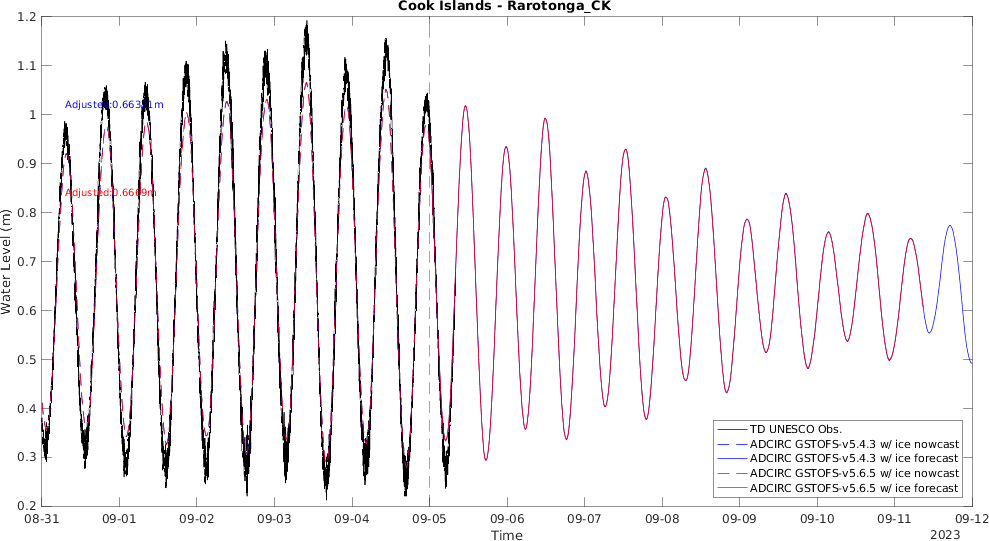 Cook Islands - Rarotonga_CK
1.2
1.1
1
0.9
0.8
0.7
0.6
0.5
0.4
0.3
0.2
Water Level (m)
Adjusted:0.6669m
TD UNESCO Obs.
ADCIRC GSTOFS-v5.4.3 w/ ice nowcast
ADCIRC GSTOFS-v5.4.3 w/ ice forecast
ADCIRC GSTOFS-v5.6.5 w/ ice nowcast
ADCIRC GSTOFS-v5.6.5 w/ ice forecast
08-31 09-01 09-02 09-03 09-04 09-05 09-06 09-07 09-08 09-09 09-10 09-11 09-12
Time
2023